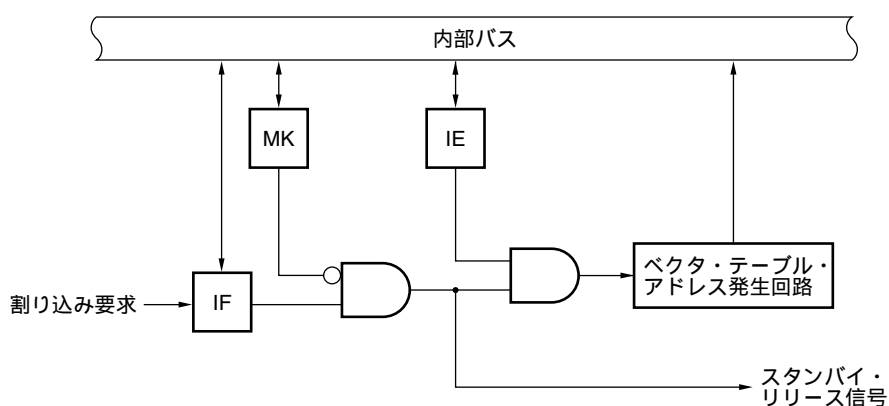 内部バス
MK
IE
ベクタ・テーブル・
アドレス発生回路
割り込み要求
IF
スタンバイ・
リリース信号